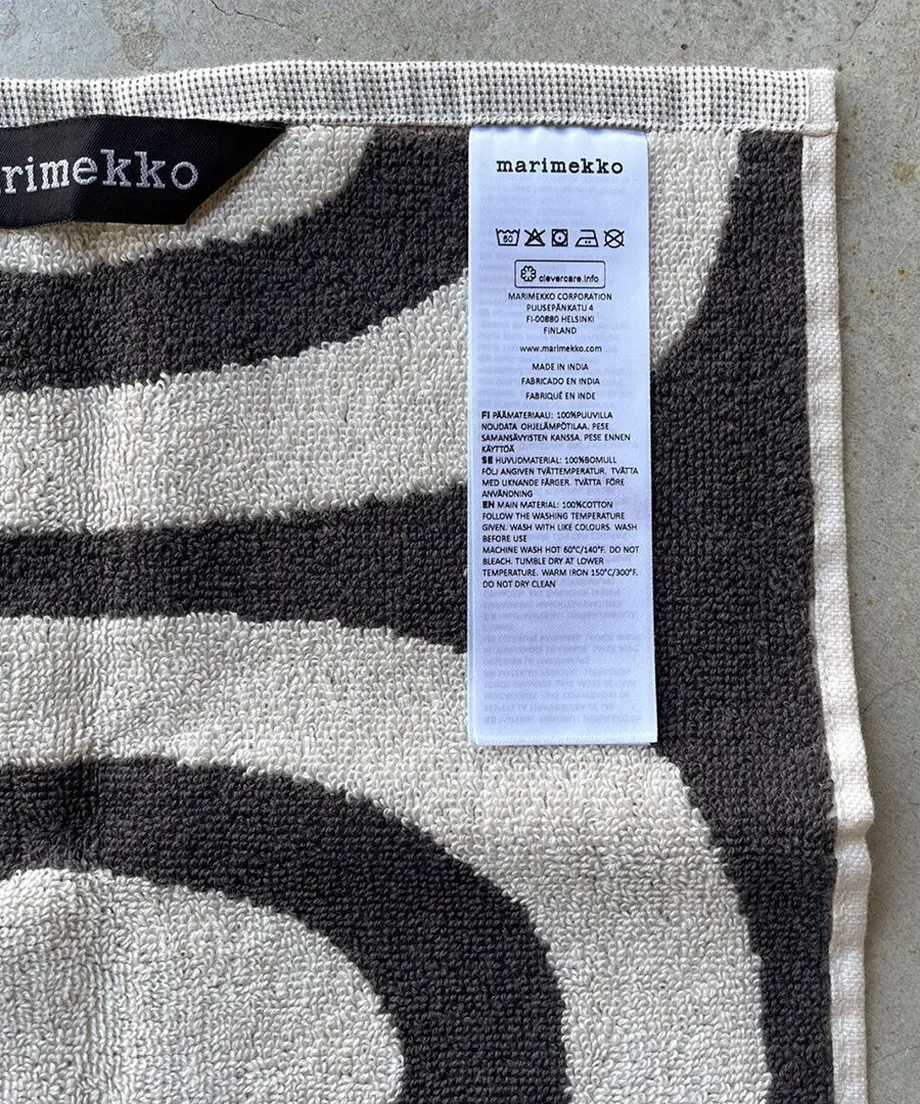 rimekko
marimekko
60
clevercare.info
MARIMEKKO CORPORATION
PUUSEPÄNKATU 4
FI-00880 HELSINKI
FINLAND
www.marimekko.com
MADE IN INDIA
FABRICADO EN INDIA
FABRIQUÉ EN INDE
FI PÄÄMATERIAALI: 100%PUUVILLA
NOUDATA OHJELÄMPÖTILAA. PESE
SAMANSÄVYISTEN KANSSA. PESE ENNEN
KÄYTTÖÄ
SE HUVUDMATERIAL: 100%BOMULL
FÖLJ ANGIVEN TVÄTTEMPERATUR. TVÄTTA
MED LIKNANDE FÄRGER. TVÄTTA FÖRE
ANVÄNDNING
EN MAIN MATERIAL: 100%COTTON
FOLLOW THE WASHING TEMPERATURE
GIVEN. WASH WITH LIKE COLOURS. WASH
BEFORE USE
MACHINE WASH HOT 60°C/140°F. DO NOT
BLEACH. TUMBLE DRY AT LOWER
TEMPERATURE. WARM IRON 150°C/300°F.
DO NOT DRY CLEAN